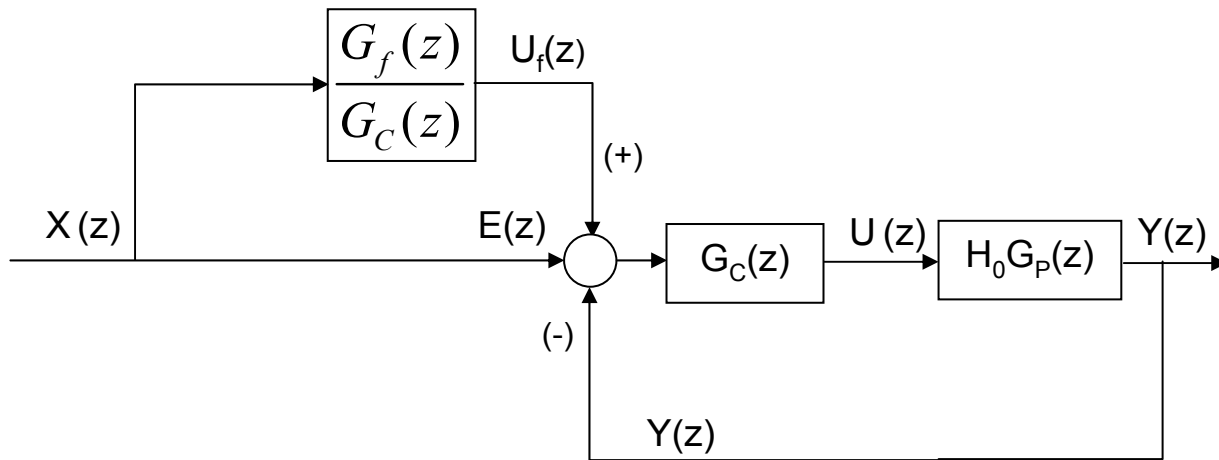 G_f(z)
G_C(z)
U_f(z)
(+)
X(z)
E(z)
G_C(z)
U(z)
H_0G_P(z)
Y(z)
(-)
Y(z)